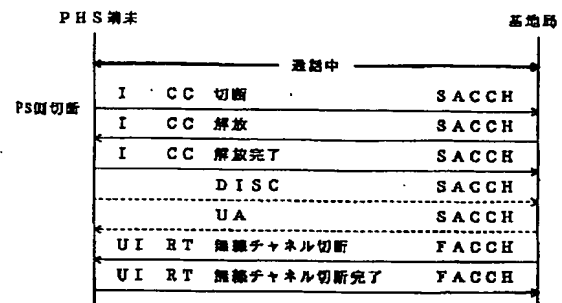 PHS端末 基地局
通話中
I CC 切断 SACCH
PS側切断
I CC 解放 SACCH
I CC 解放完了 SACCH
DISC SACCH
UA SACCH
UI RT 無線チャネル切断 FACCH
UI RT 無線チャネル切断完了 FACCH